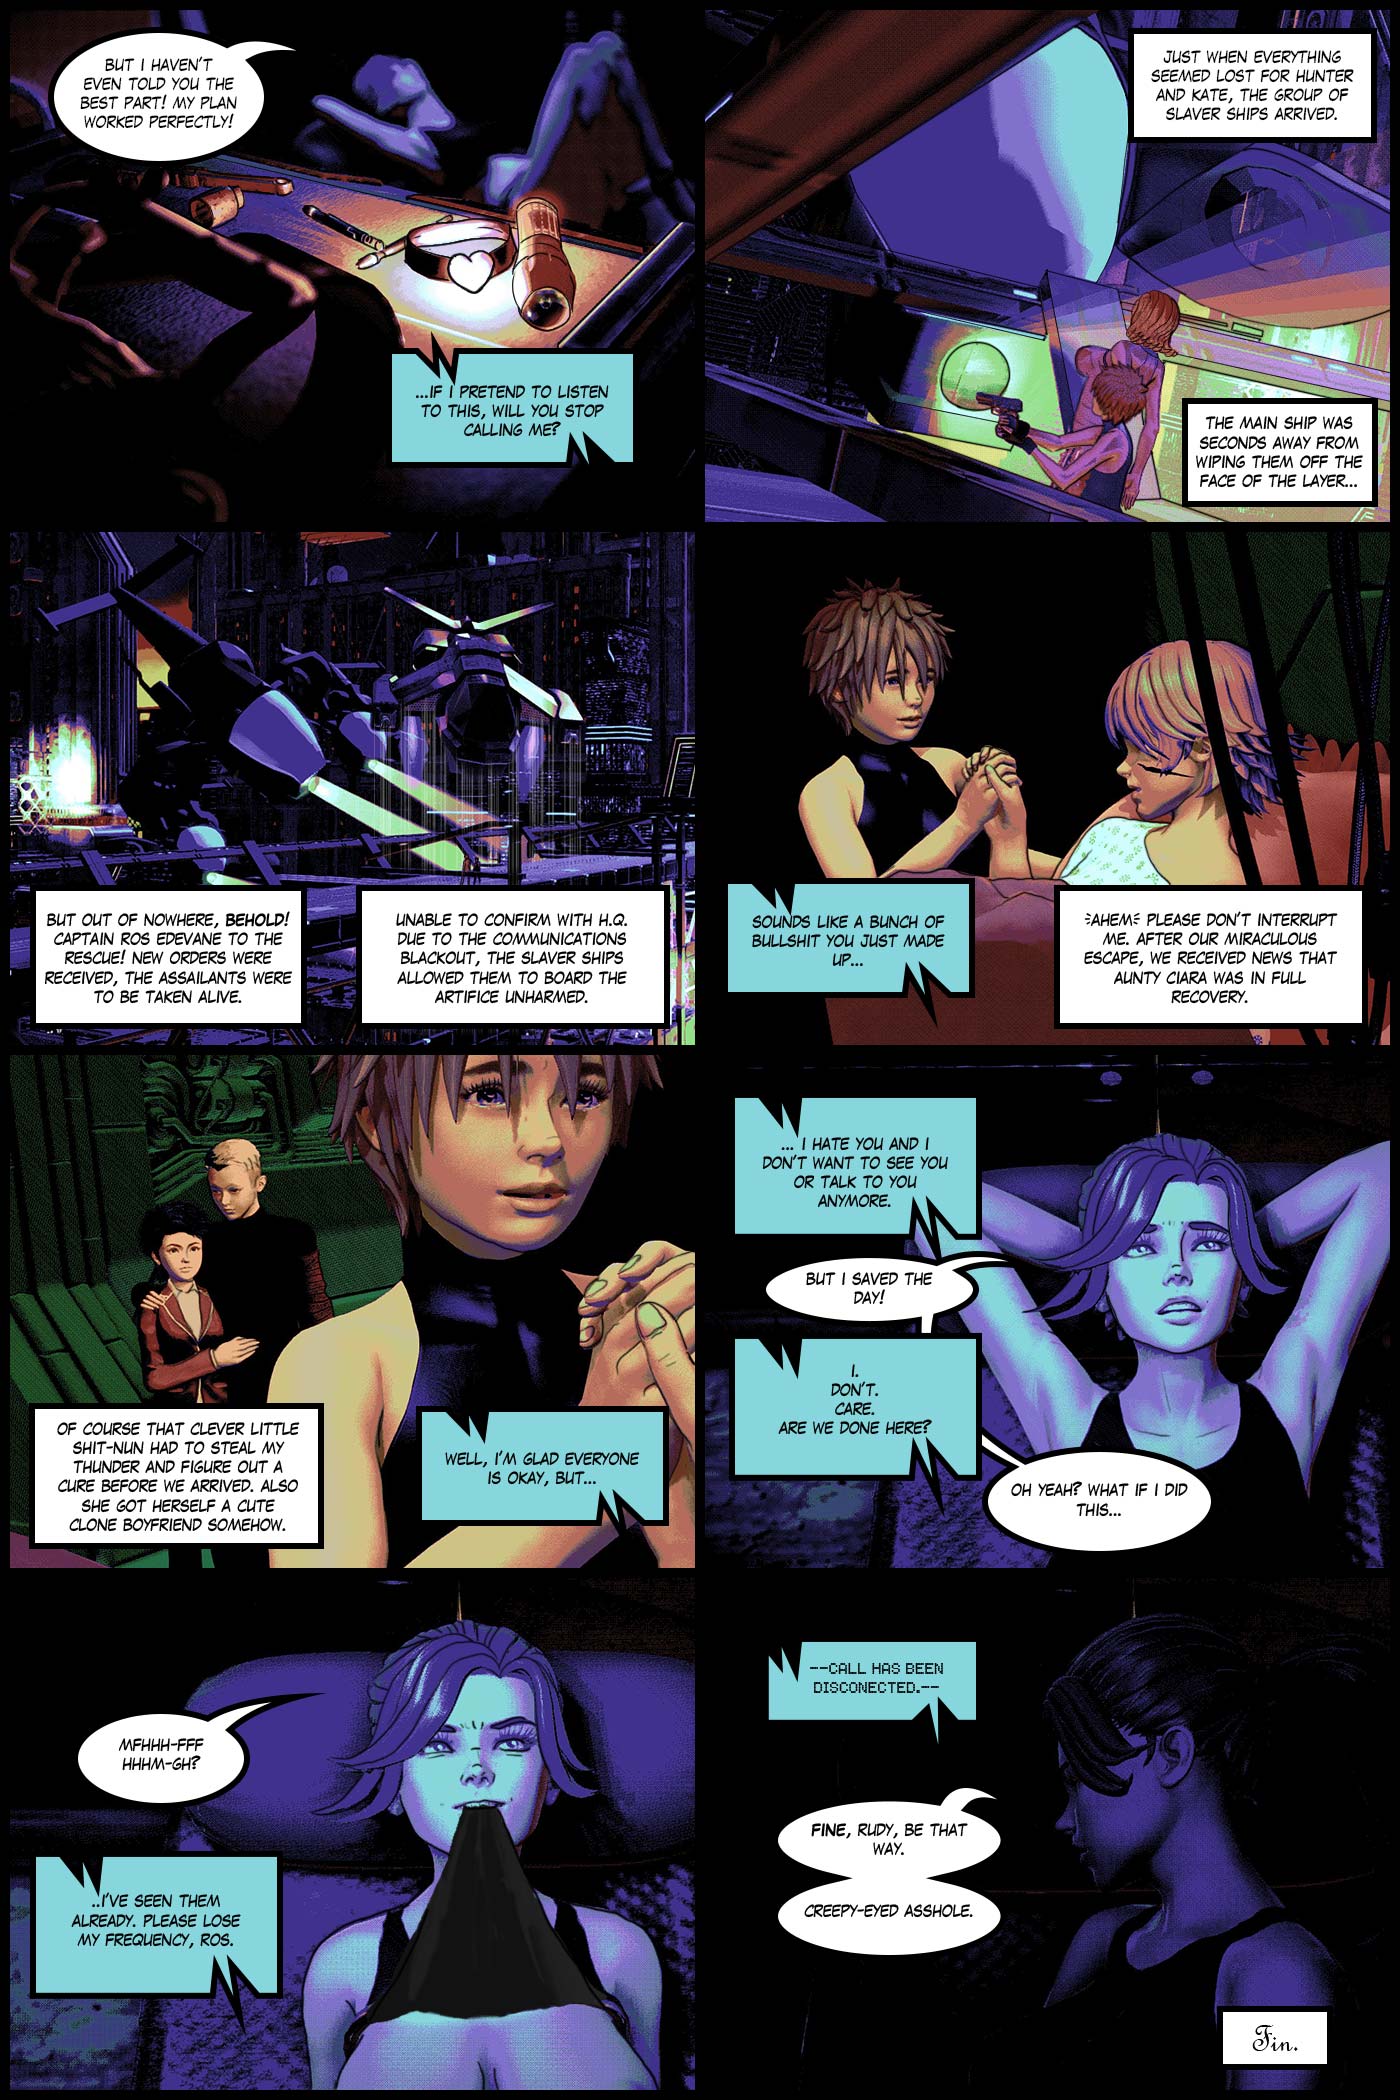 BUT I HAVEN'T
EVEN TOLD YOU THE
BEST PART! MY PLAN
WORKED PERFECTLY!
...IF I PRETEND TO LISTEN
TO THIS, WILL YOU STOP
CALLING ME?
JUST WHEN EVERYTHING
SEEMED LOST FOR HUNTER
AND KATE, THE GROUP OF
SLAVER SHIPS ARRIVED.
THE MAIN SHIP WAS
SECONDS AWAY FROM
WIPING THEM OFF THE
FACE OF THE LAYER...
BUT OUT OF NOWHERE, BEHOLD!
CAPTAIN ROS EDEVANE TO THE
RESCUE! NEW ORDERS WERE
RECEIVED, THE ASSAILANTS WERE
TO BE TAKEN ALIVE.
UNABLE TO CONFIRM WITH H.Q.
DUE TO THE COMMUNICATIONS
BLACKOUT, THE SLAVER SHIPS
ALLOWED THEM TO BOARD THE
ARTIFICE UNHARMED.
SOUNDS LIKE A BUNCH OF
BULLSHIT YOU JUST MADE
UP...
AHEM PLEASE DON'T INTERRUPT
ME. AFTER OUR MIRACULOUS
ESCAPE, WE RECEIVED NEWS THAT
AUNTY CIARA WAS IN FULL
RECOVERY.
OF COURSE THAT CLEVER LITTLE
SHIT-NUN HAD TO STEAL MY
THUNDER AND FIGURE OUT A
CURE BEFORE WE ARRIVED. ALSO
SHE GOT HERSELF A CUTE
CLONE BOYFRIEND SOMEHOW.
WELL, I'M GLAD EVERYONE
IS OKAY, BUT...
... I HATE YOU AND I
DON'T WANT TO SEE YOU
OR TALK TO YOU
ANYMORE.
BUT I SAVED THE
DAY!
I.
DON'T.
CARE.
ARE WE DONE HERE?
OH YEAH? WHAT IF I DID
THIS...
MFHHH-FFF
HHHM-GH?
..I'VE SEEN THEM
ALREADY. PLEASE LOSE
MY FREQUENCY, ROS.
--CALL HAS BEEN
DISCONECTED.--
FINE, RUDY, BE THAT
WAY.
CREEPY-EYED ASSHOLE.
Fin.